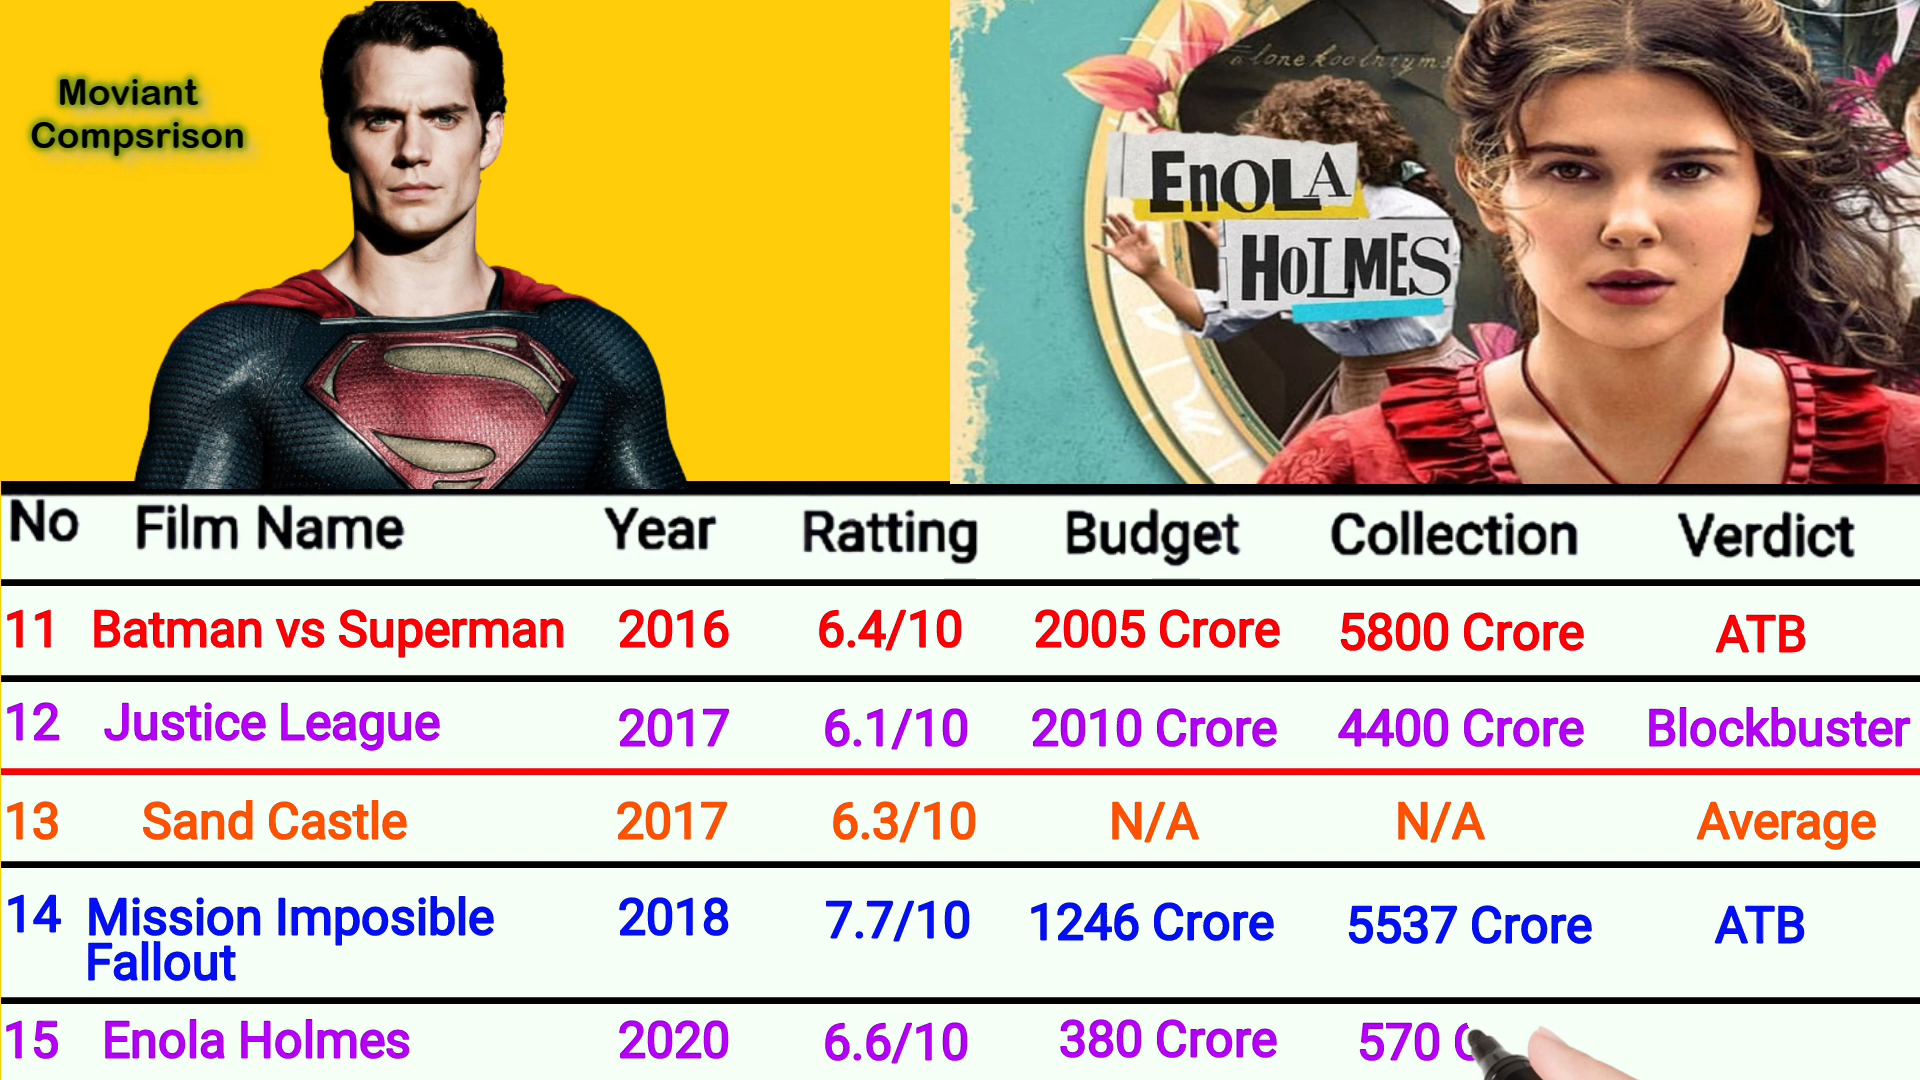 Moviant
Compsrison
EnOLA
HoLMES
No Film Name Year Ratting Budget Collection Verdict
11 Batman vs Superman 2016 6.4/10 2005 Crore 5800 Crore ATB
12 Justice League 2017 6.1/10 2010 Crore 4400 Crore Blockbuster
13 Sand Castle 2017 6.3/10 N/A N/A Average
14 Mission Imposible 2018 7.7/10 1246 Crore 5537 Crore ATB
Fallout
15 Enola Holmes 2020 6.6/10 380 Crore 570